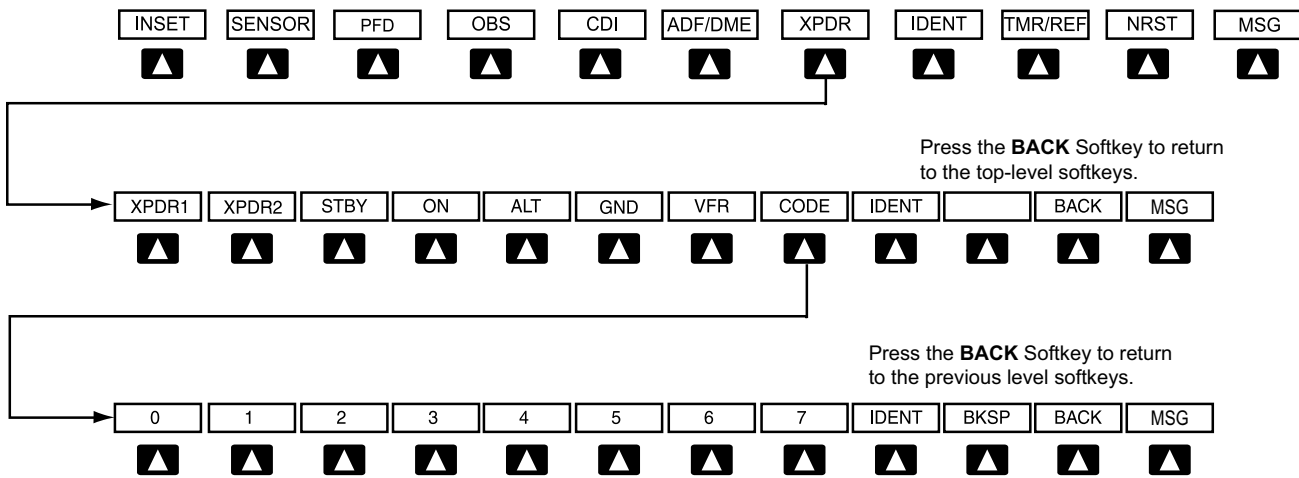 INSET SENSOR PFD OBS CDI ADF/DME XPDR IDENT TMR/REF NRST MSG
Press the BACK Softkey to return
to the top-level softkeys.
XPDR1 XPDR2 STBY ON ALT GND VFR CODE IDENT BACK MSG
Press the BACK Softkey to return
to the previous level softkeys.
0 1 2 3 4 5 6 7 IDENT BKSP BACK MSG